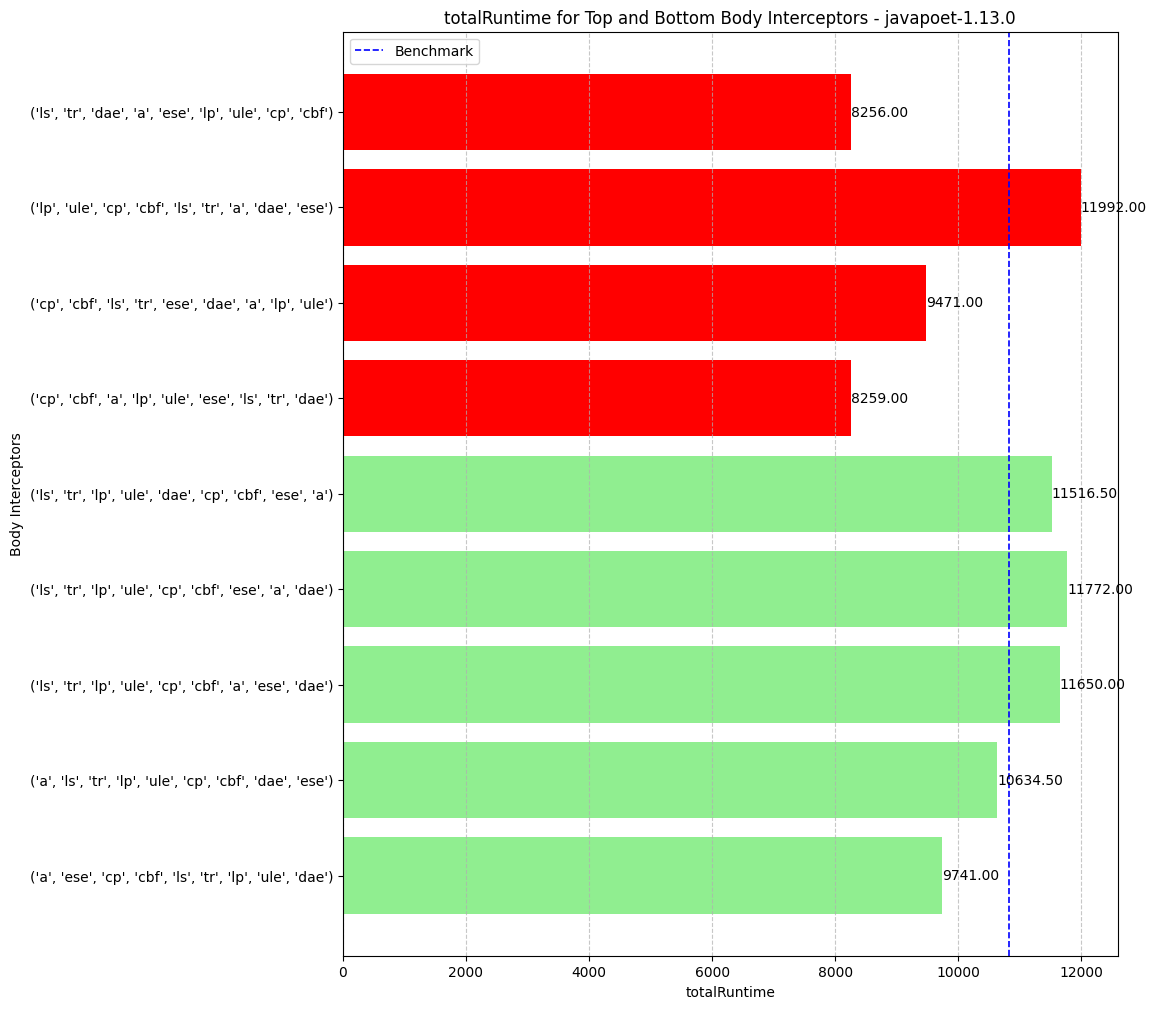 totalRuntime for Top and Bottom Body Interceptors - javapoet-1.13.0
Benchmark
('ls', 'tr', 'dae', 'a', 'ese', 'lp', 'ule', 'cp', 'cbf')
8256.00
('lp', 'ule', 'cp', 'cbf', 'ls', 'tr', 'a', 'dae', 'ese')
11992.00
('cp', 'cbf', 'ls', 'tr', 'ese', 'dae', 'a', 'lp', 'ule')
9471.00
('cp', 'cbf', 'a', 'lp', 'ule', 'ese', 'ls', 'tr', 'dae')
8259.00
('ls', 'tr', 'lp', 'ule', 'dae', 'cp', 'cbf', 'ese', 'a')
11516.50
('ls', 'tr', 'lp', 'ule', 'cp', 'cbf', 'ese', 'a', 'dae')
11772.00
('ls', 'tr', 'lp', 'ule', 'cp', 'cbf', 'a', 'ese', 'dae')
11650.00
('a', 'ls', 'tr', 'lp', 'ule', 'cp', 'cbf', 'dae', 'ese')
10634.50
('a', 'ese', 'cp', 'cbf', 'ls', 'tr', 'lp', 'ule', 'dae')
9741.00
Body Interceptors
0 2000 4000 6000 8000 10000 12000
totalRuntime